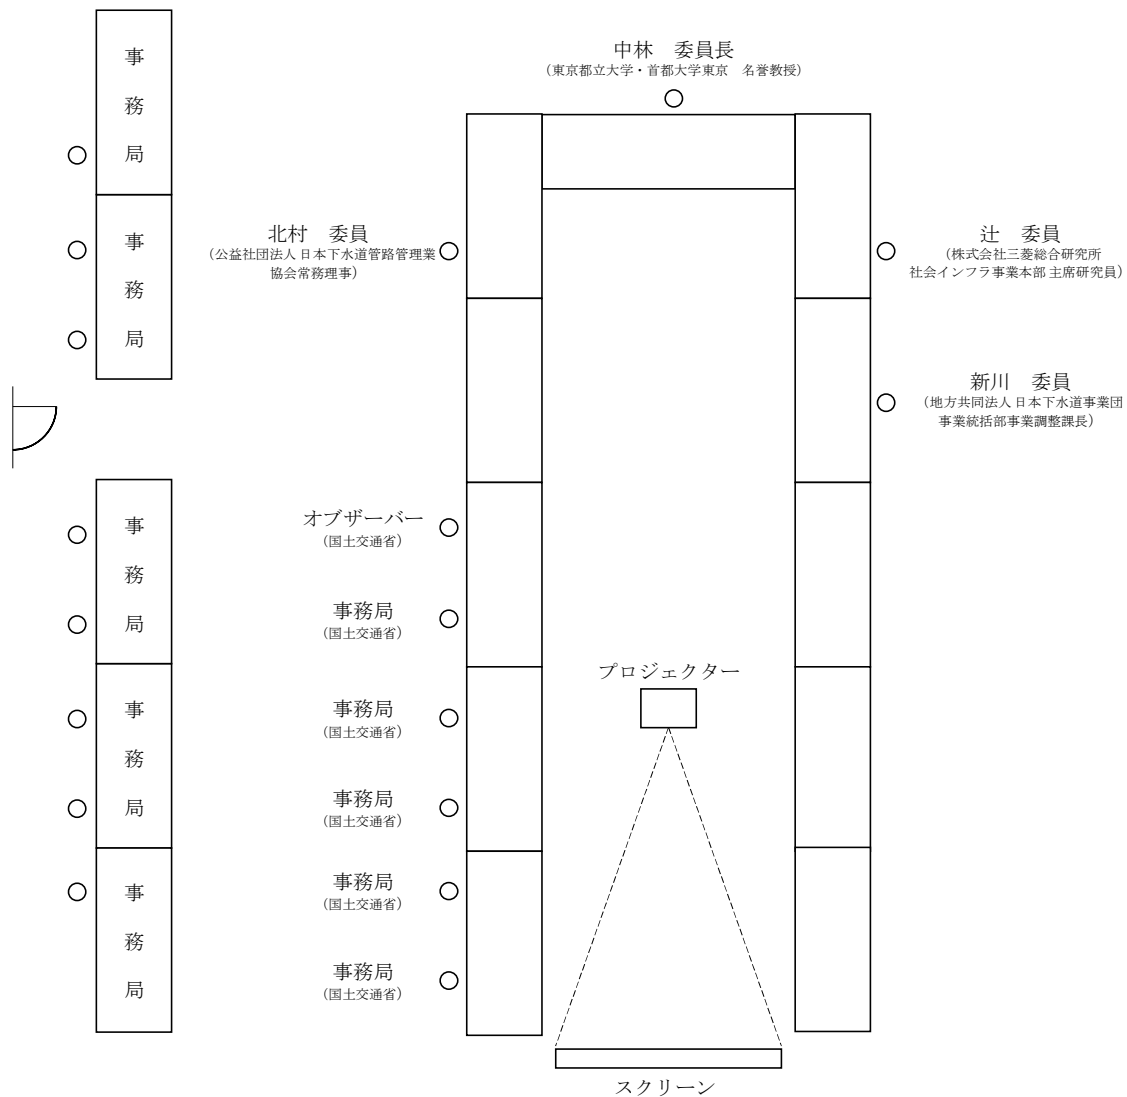 中林　委員長
（東京都立大学・首都大学東京　名誉教授）
北村　委員
（公益社団法人 日本下水道管路管理業
協会常務理事）
辻　委員
（株式会社三菱総合研究所
社会インフラ事業本部 主席研究員）
新川　委員
（地方共同法人 日本下水道事業団
事業統括部事業調整課長）
オブザーバー
（国土交通省）
事務局
（国土交通省）
事務局
（国土交通省）
事務局
（国土交通省）
事務局
（国土交通省）
事務局
（国土交通省）
プロジェクター
スクリーン
事務局
事務局
事務局
事務局
事務局